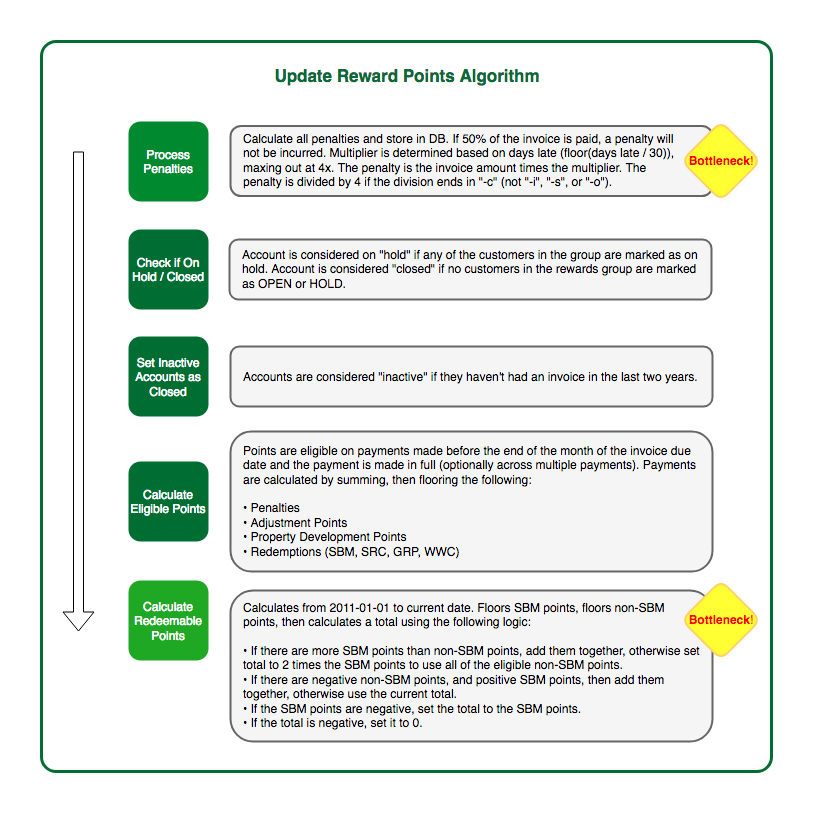 Update Reward Points Algorithm
Process
Penalties
Calculate all penalties and store in DB. If 50% of the invoice is paid, a penalty will
not be incurred. Multiplier is determined based on days late (floor(days late / 30)),
maxing out at 4x. The penalty is the invoice amount times the multiplier. The
penalty is divided by 4 if the division ends in "-c" (not "-i", "-s", or "-o").
Bottleneck!
Check if On
Hold / Closed
Account is considered on "hold" if any of the customers in the group are marked as on
hold. Account is considered "closed" if no customers in the rewards group are marked
as OPEN or HOLD.
Set Inactive
Accounts as
Closed
Accounts are considered "inactive" if they haven't had an invoice in the last two years.
Calculate
Eligible Points
Points are eligible on payments made before the end of the month of the invoice due
date and the payment is made in full (optionally across multiple payments). Payments
are calculated by summing, then flooring the following:
• Penalties
• Adjustment Points
• Property Development Points
• Redemptions (SBM, SRC, GRP, WWC)
Calculate
Redeemable
Points
Calculates from 2011-01-01 to current date. Floors SBM points, floors non-SBM
points, then calculates a total using the following logic:
• If there are more SBM points than non-SBM points, add them together, otherwise set
total to 2 times the SBM points to use all of the eligible non-SBM points.
• If there are negative non-SBM points, and positive SBM points, then add them
together, otherwise use the current total.
• If the SBM points are negative, set the total to the SBM points.
• If the total is negative, set it to 0.
Bottleneck!